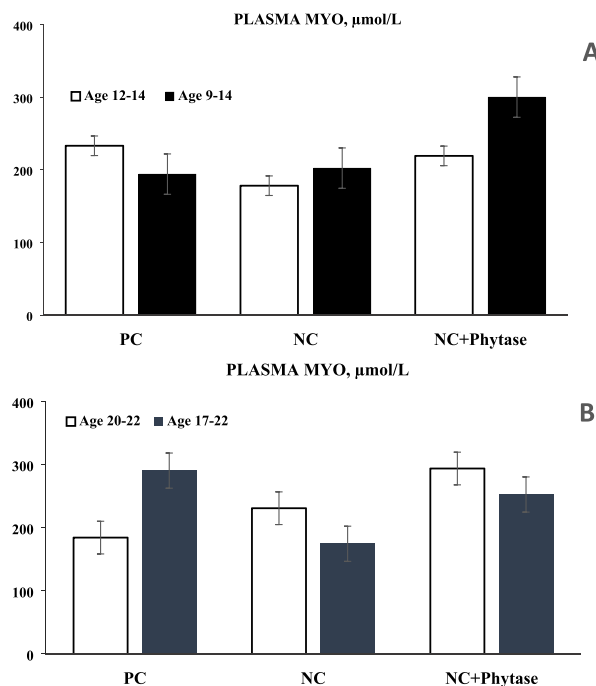 PLASMA MYO, µmol/L
A
400
300
200
100
0
Age 12-14 Age 9-14
PC NC NC+Phytase
PLASMA MYO, µmol/L
B
400
300
200
100
0
Age 20-22 Age 17-22
PC NC NC+Phytase